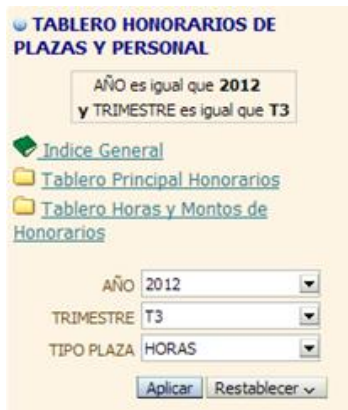 TABLERO HONORARIOS DE
PLAZAS Y PERSONAL
AÑO es igual que 2012
y TRIMESTRE es igual que T3
Indice General
Tablero Principal Honorarios
Tablero Horas y Montos de
Honorarios
AÑO 2012
TRIMESTRE T3
TIPO PLAZA HORAS
Aplicar Restablecer